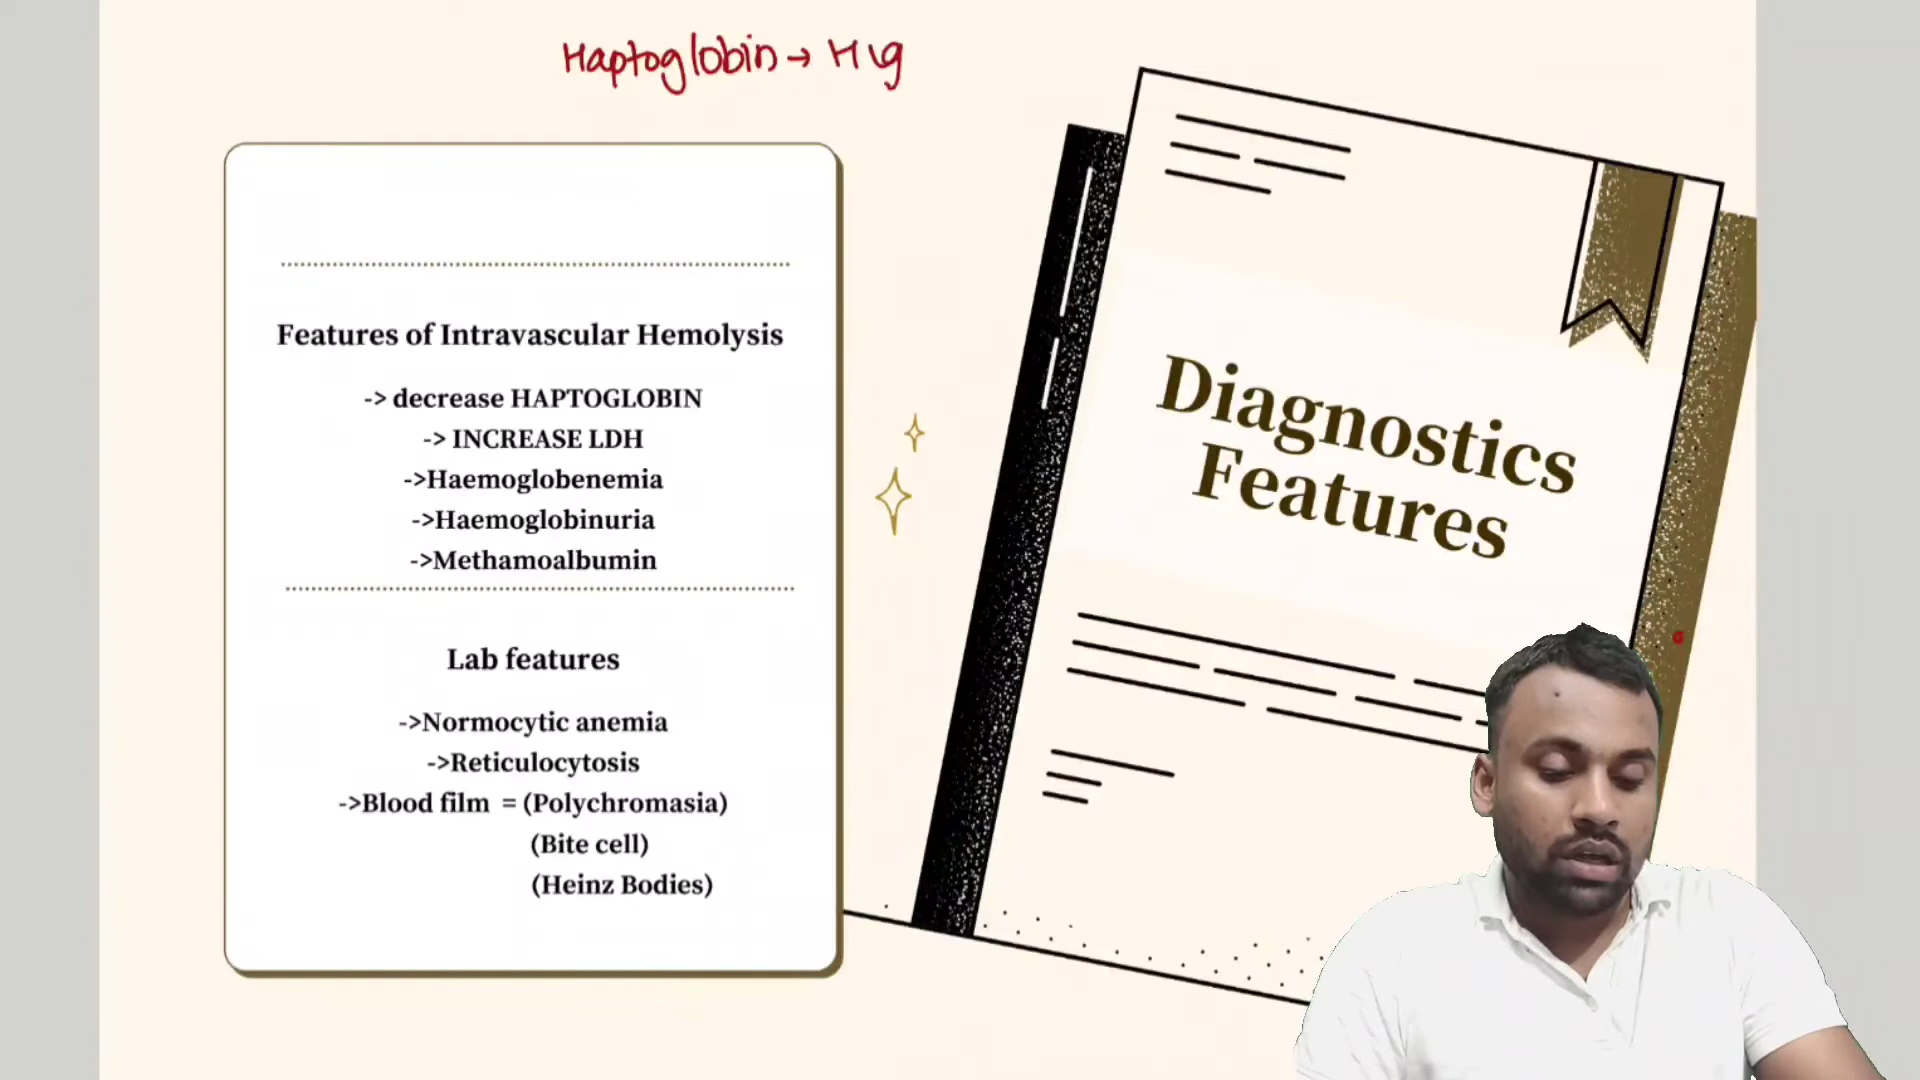 Haptoglobin → Hg
Features of Intravascular Hemolysis
-> decrease HAPTOGLOBIN
-> INCREASE LDH
->Haemoglobenemia
->Haemoglobinuria
->Methamoalbumin
Lab features
->Normocytic anemia
->Reticulocytosis
->Blood film = (Polychromasia)
(Bite cell)
(Heinz Bodies)
Diagnostics
Features